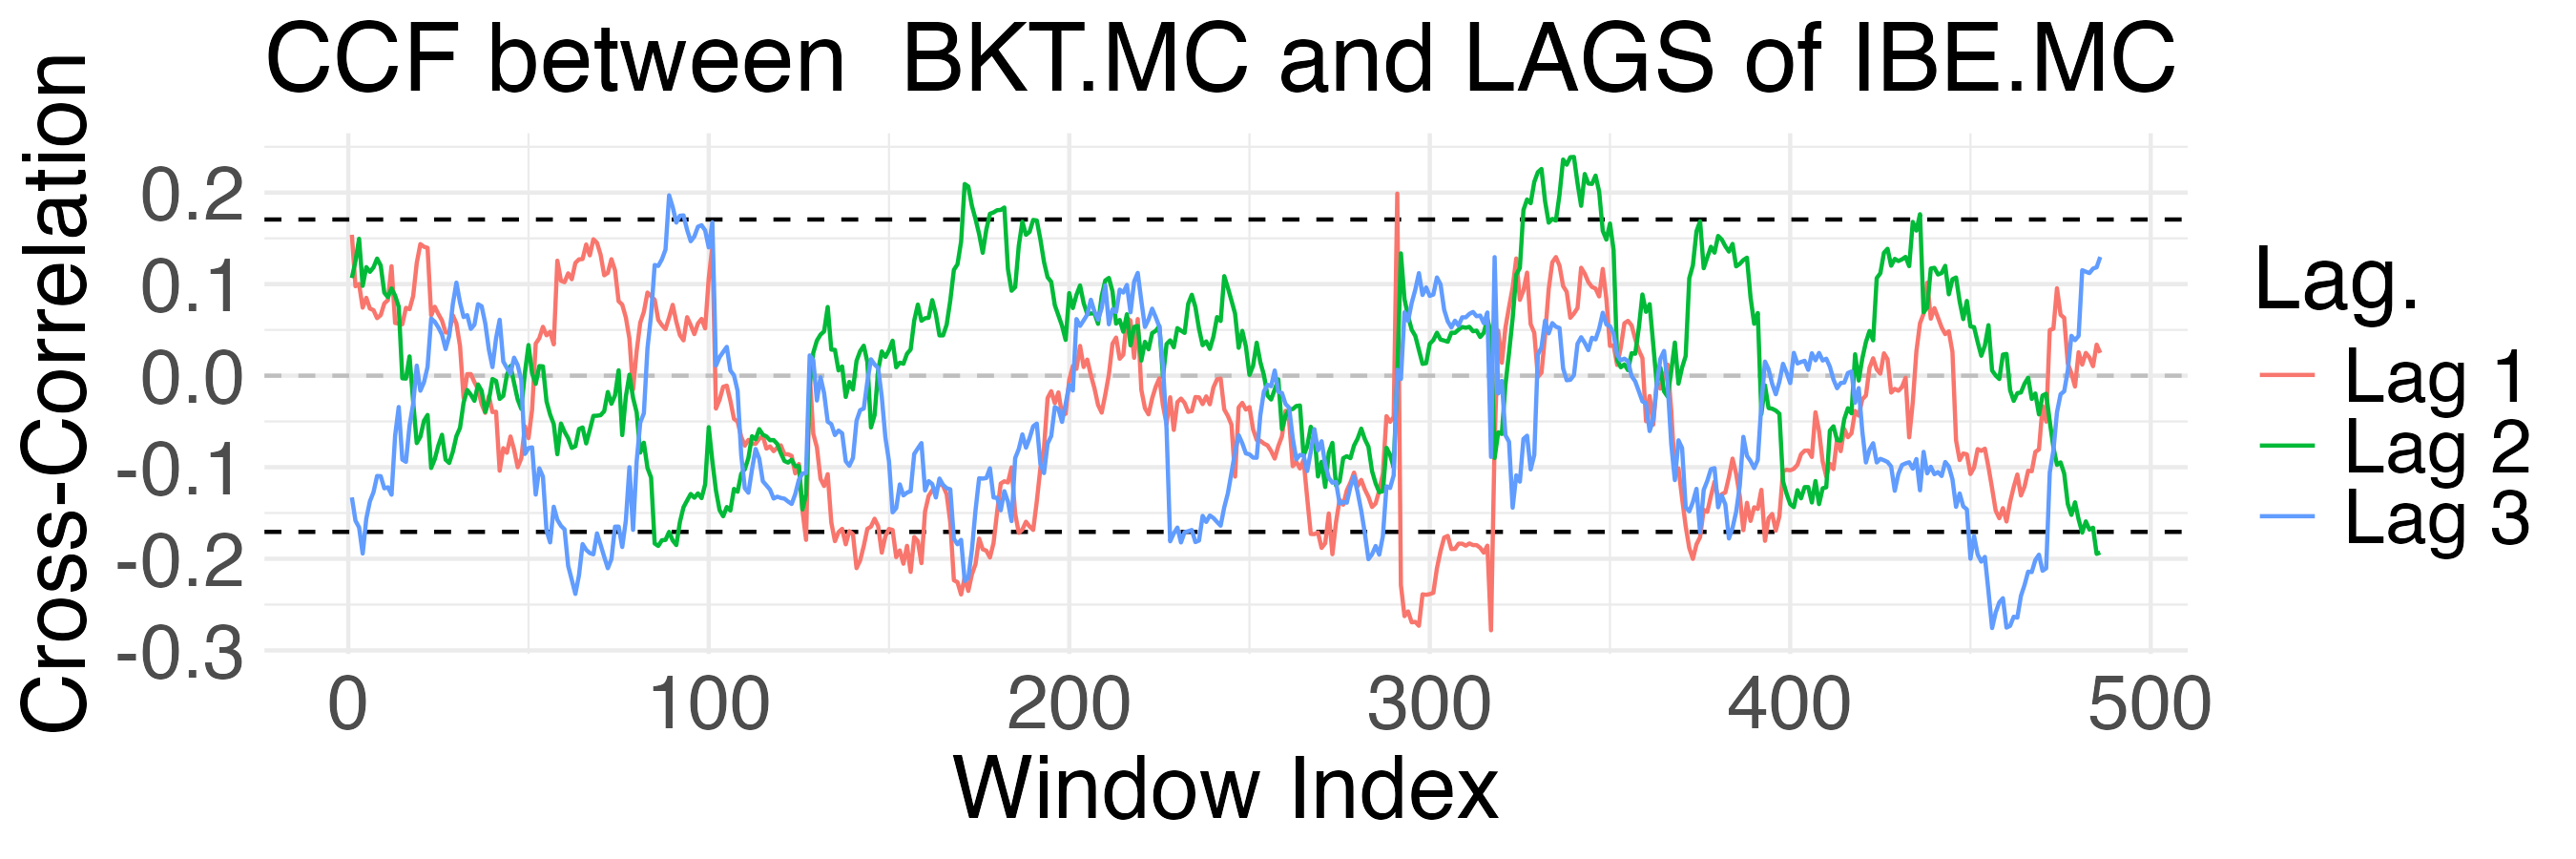 CCF between  BKT.MC and LAGS of IBE.MC
Cross-Correlation
0.2
0.1
0.0
-0.1
-0.2
-0.3
0 100 200 300 400 500
Window Index
Lag.
Lag 1
Lag 2
Lag 3